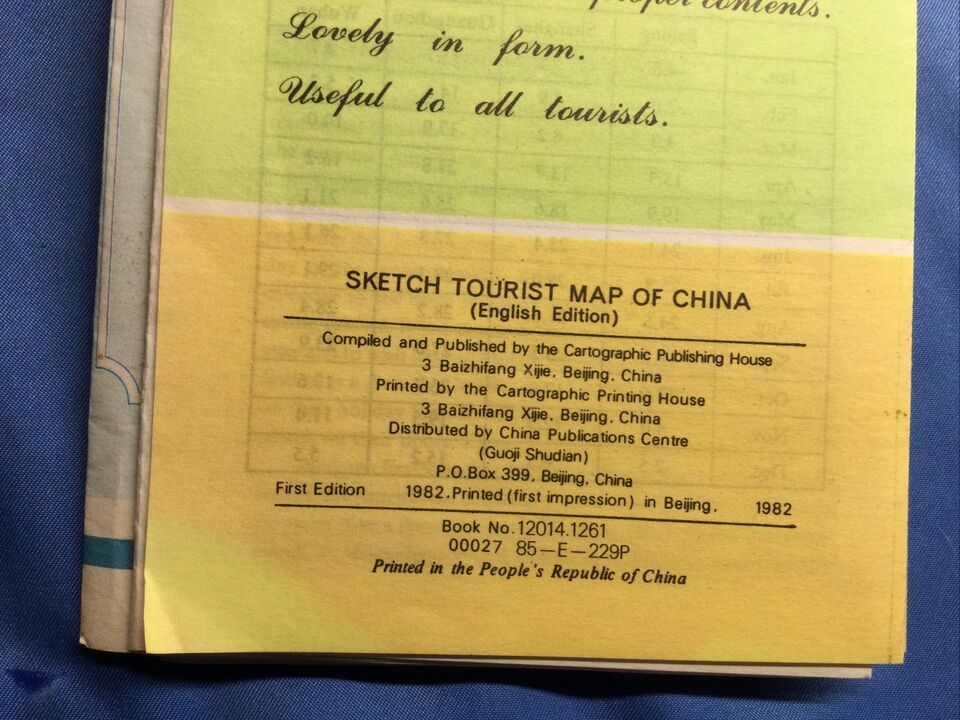 contents.
Lovely in form.
Useful to all tourists.
SKETCH TOURIST MAP OF CHINA
(English Edition)
Compiled and Published by the Cartographic Publishing House
3 Baizhifang Xijie, Beijing, China
Printed by the Cartographic Printing House
3 Baizhifang Xijie, Beijing, China
Distributed by China Publications Centre
(Guoji Shudian)
P.O.Box 399, Beijing, China
First Edition 1982.Printed (first impression) in Beijing, 1982
Book No.12014.1261
00027 85—E—229P
Printed in the People's Republic of China